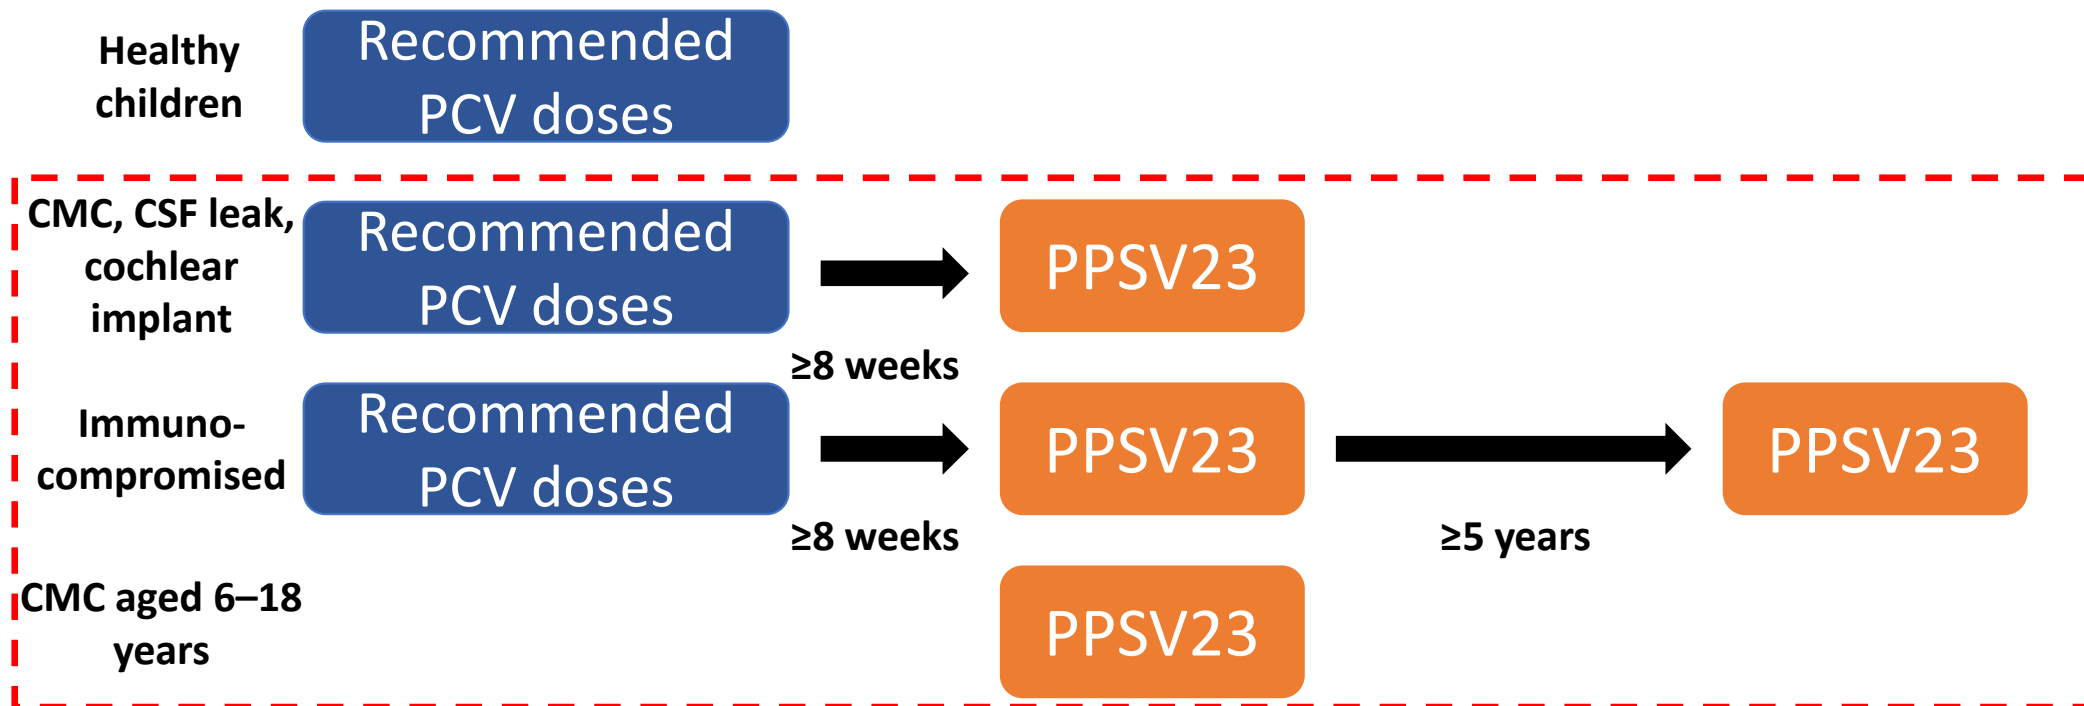 Healthy
children
Recommended
PCV doses
CMC, CSF leak,
cochlear
implant
Recommended
PCV doses
PPSV23
≥8 weeks
Immuno-
compromised
Recommended
PCV doses
PPSV23
PPSV23
≥8 weeks
≥5 years
CMC aged 6–18
years
PPSV23